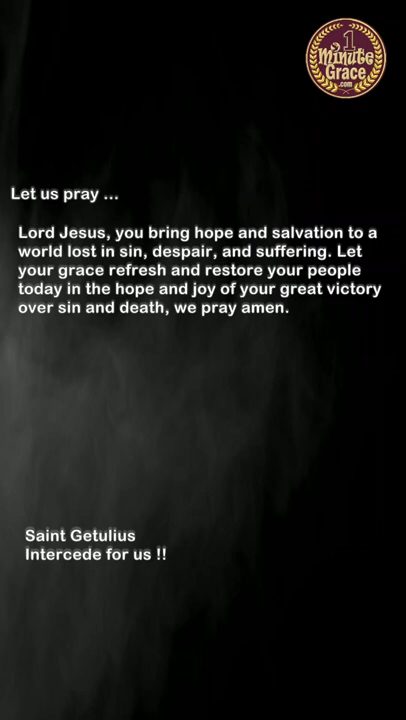 1
Minute
Grace
.com
Let us pray ...
Lord Jesus, you bring hope and salvation to a
world lost in sin, despair, and suffering. Let
your grace refresh and restore your people
today in the hope and joy of your great victory
over sin and death, we pray amen.
Saint Getulius
Intercede for us !!